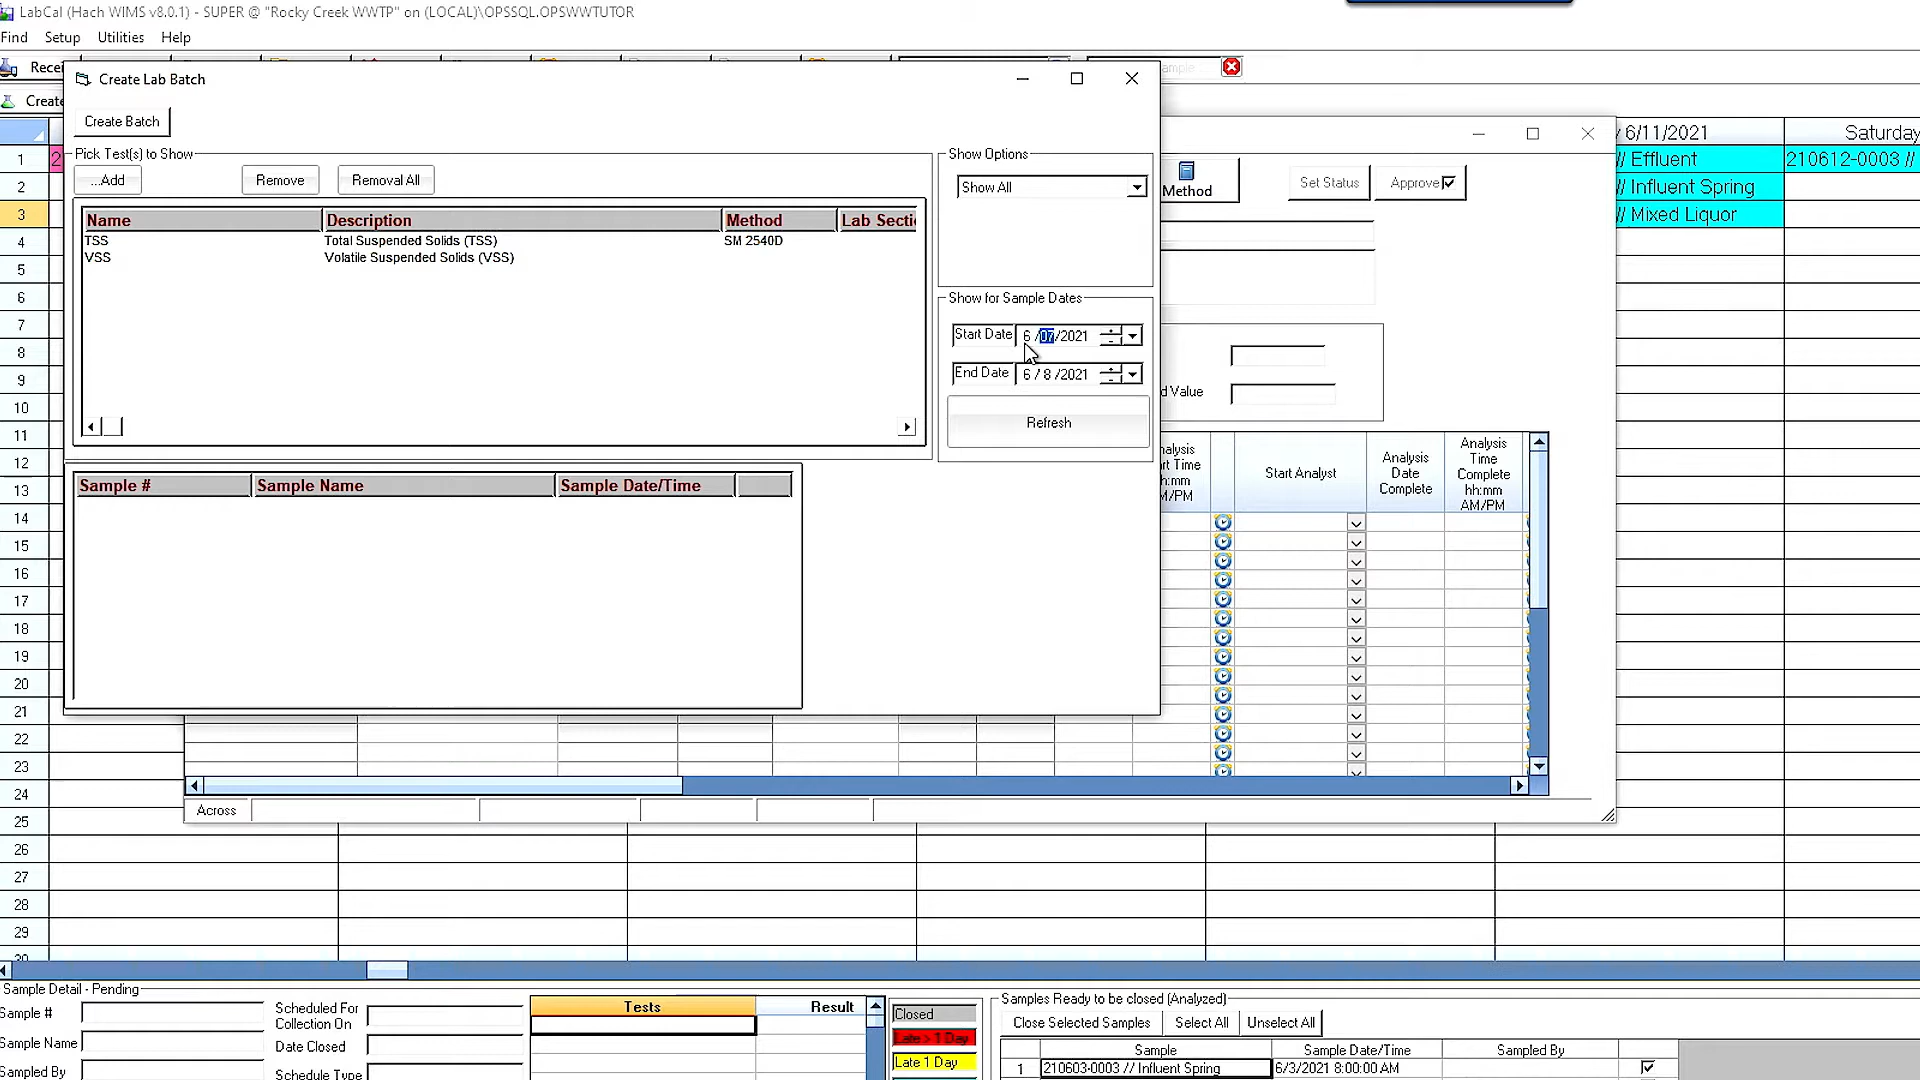 LabCal (Hach WIMS v8.0.1) - SUPER @ "Rocky Creek WWTP" on (LOCAL)\OPSSQL.OPSWWTUTOR
Find Setup Utilities Help
Recei
Create
Create Lab Batch
Create Batch
Pick Test(s) to Show
...Add Remove Removal All
Name Description Method Lab Secti
TSS Total Suspended Solids (TSS) SM 2540D
VSS Volatile Suspended Solids (VSS)
Show Options
Show All
Show for Sample Dates
Start Date 6 /07/2021
End Date 6 / 8 /2021
Refresh
Sample # Sample Name Sample Date/Time
Method Set Status Approve
d Value
Start Analyst
Analysis
Date
Complete
Analysis
Time
Complete
hh:mm
AM/PM
Across
6/11/2021 Saturday
// Effluent 210612-0003 //
// Influent Spring
// Mixed Liquor
1
2
3
4
5
6
7
8
9
10
11
12
13
14
15
16
17
18
19
20
21
22
23
24
25
26
27
28
29
Sample Detail - Pending
Sample #
Sample Name
Sampled By
Scheduled For
Collection On
Date Closed
Schedule Type
Tests Result
Closed
Late > 1 Day
Late 1 Day
Samples Ready to be closed (Analyzed)
Close Selected Samples Select All Unselect All
Sample Sample Date/Time Sampled By
1 210603-0003 // Influent Spring 6/3/2021 8:00:00 AM